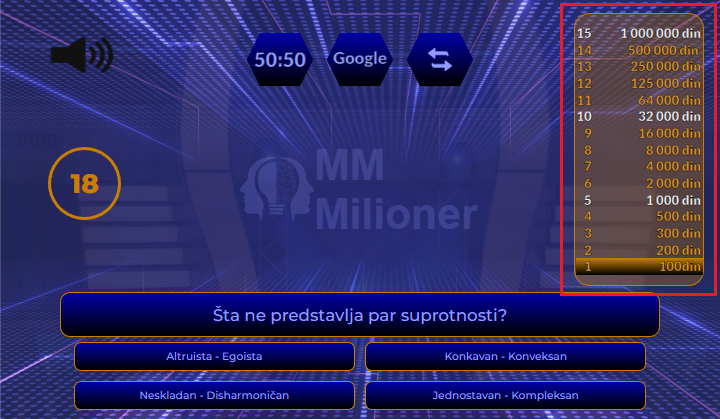 50:50
Google
15 1 000 000 din
14 500 000 din
13 250 000 din
12 125 000 din
11 64 000 din
10 32 000 din
9 16 000 din
8 8 000 din
7 4 000 din
6 2 000 din
5 1 000 din
4 500 din
3 300 din
2 200 din
1 100din
18
MM
Milioner
Šta ne predstavlja par suprotnosti?
Altruista - Egoista
Konkavan - Konveksan
Neskladan - Disharmoničan
Jednostavan - Kompleksan